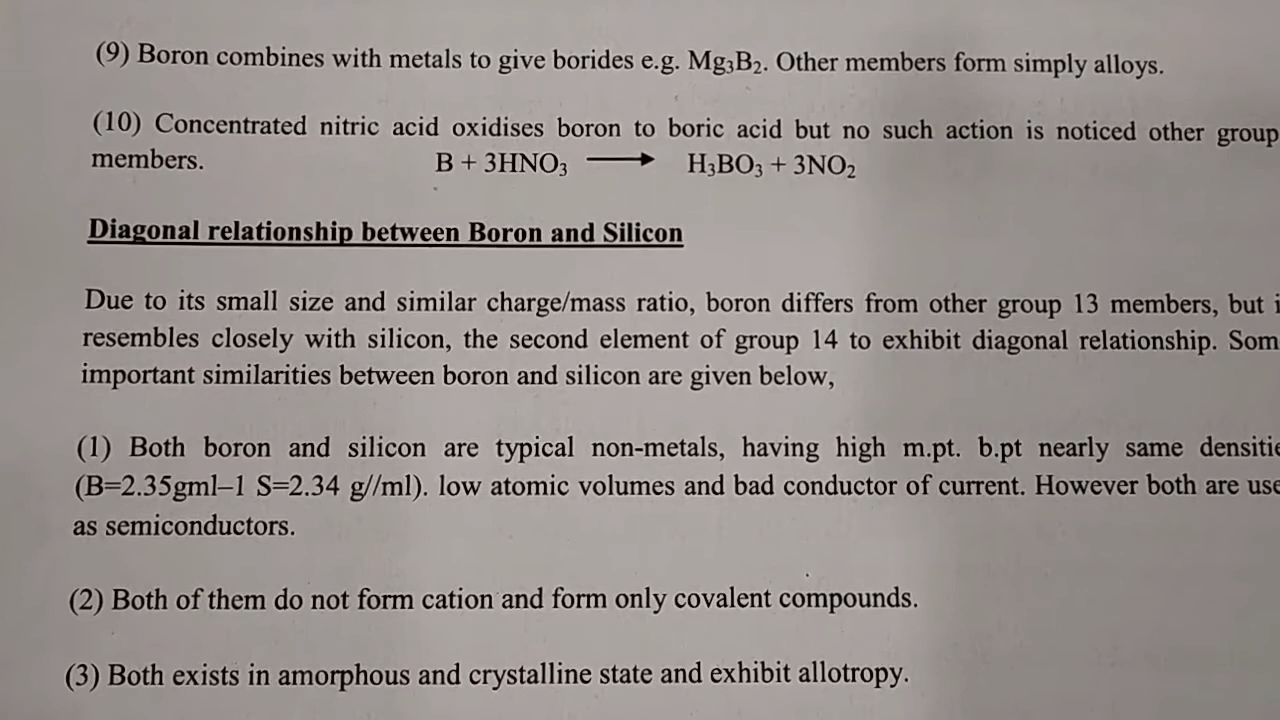 (9) Boron combines with metals to give borides e.g. Mg₃B₂. Other members form simply alloys.
(10) Concentrated nitric acid oxidises boron to boric acid but no such action is noticed other group
members. B + 3HNO₃ ⟶ H₃BO₃ + 3NO₂
Diagonal relationship between Boron and Silicon
Due to its small size and similar charge/mass ratio, boron differs from other group 13 members, but i
resembles closely with silicon, the second element of group 14 to exhibit diagonal relationship. Som
important similarities between boron and silicon are given below,
(1) Both boron and silicon are typical non-metals, having high m.pt. b.pt nearly same densitie
(B=2.35gml–1 S=2.34 g//ml). low atomic volumes and bad conductor of current. However both are use
as semiconductors.
(2) Both of them do not form cation and form only covalent compounds.
(3) Both exists in amorphous and crystalline state and exhibit allotropy.